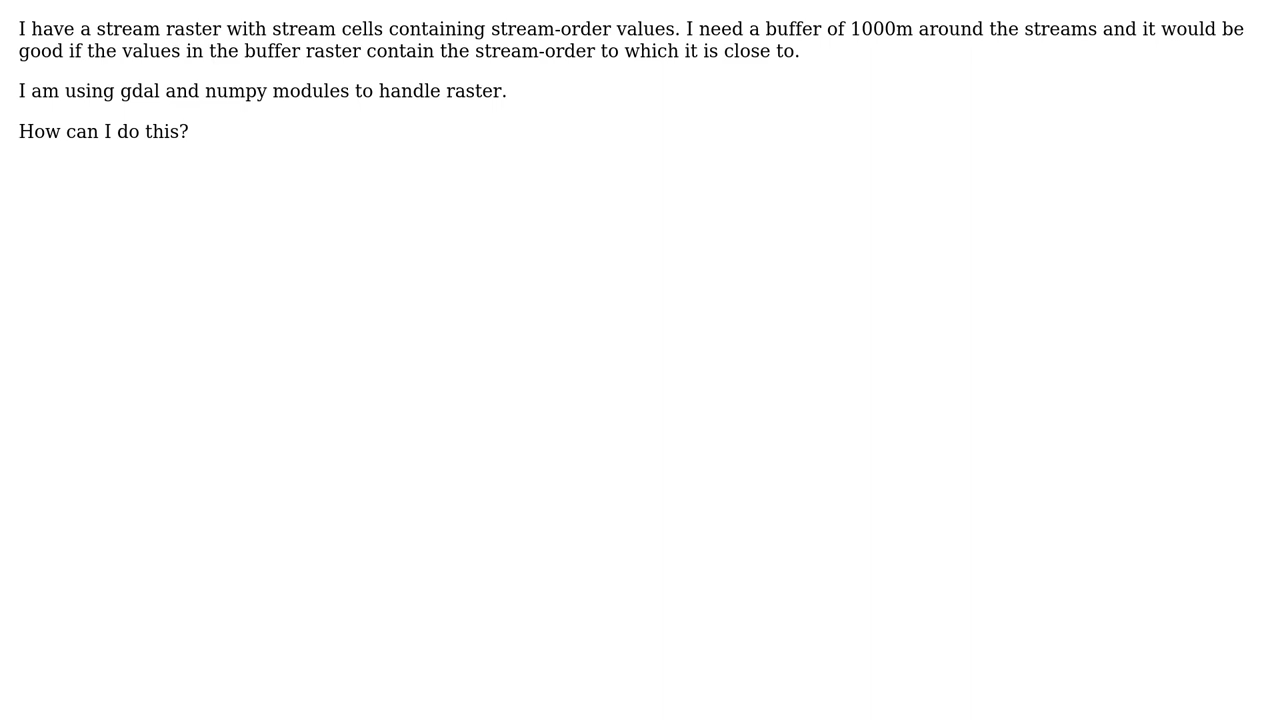 I have a stream raster with stream cells containing stream-order values. I need a buffer of 1000m around the streams and it would be
good if the values in the buffer raster contain the stream-order to which it is close to.
I am using gdal and numpy modules to handle raster.
How can I do this?